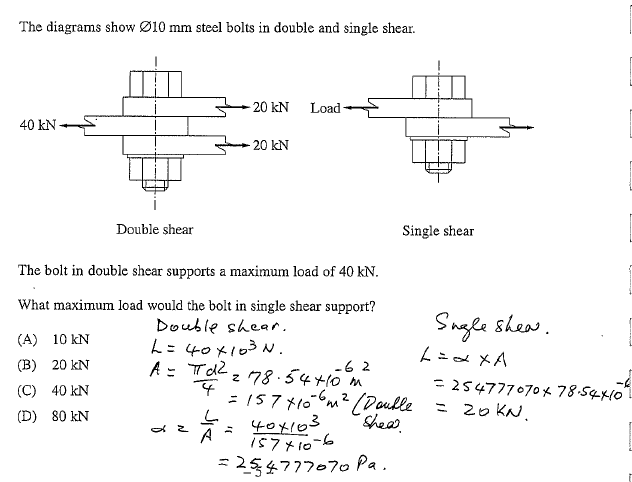 The diagrams show Ø10 mm steel bolts in double and single shear.
20 kN
Load
40 kN
20 kN
Double shear
Single shear
The bolt in double shear supports a maximum load of 40 kN.
What maximum load would the bolt in single shear support?
(A) 10 kN
(B) 20 kN
(C) 40 kN
(D) 80 kN
Double shear.
L = 40×10³ N.
A = πd²/4 = 78.54×10⁻⁶ m²
= 157×10⁻⁶ m² (Double shear)
α = L/A = 40×10³/157×10⁻⁶
= 254777070 Pa.
Single shear.
L = α × A
= 254777070 × 78.54×10⁻⁶
= 20 KN.